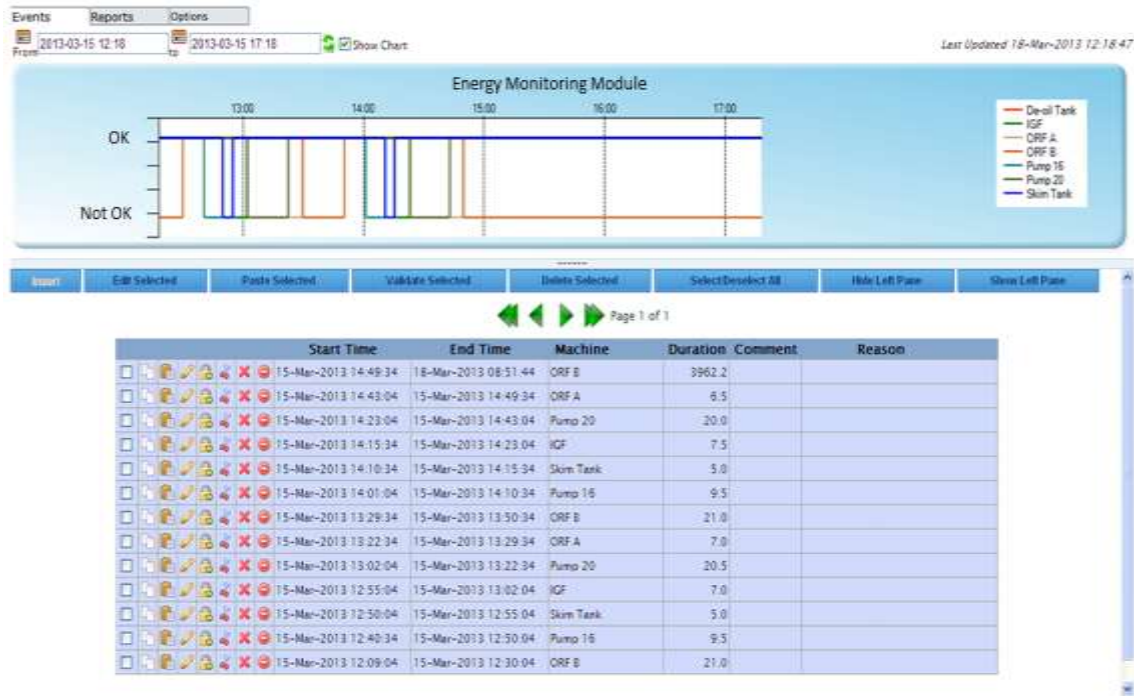 Events Reports Options
From 2013-03-15 12:18 to 2013-03-15 17:18 Show Chart Last Updated 18-Mar-2013 12:18:47
Energy Monitoring Module
13:00 14:00 15:00 16:00 17:00
OK
Not OK
De-oil Tank
IGF
ORF A
ORF B
Pump 16
Pump 20
Skim Tank
Insert Edit Selected Paste Selected Validate Selected Delete Selected Select/Deselect All Hide Left Pane Show Left Pane
Page 1 of 1
Start Time End Time Machine Duration Comment Reason
15-Mar-2013 14:49:34 18-Mar-2013 08:51:44 ORF B 3962.2
15-Mar-2013 14:43:04 15-Mar-2013 14:49:34 ORF A 6.5
15-Mar-2013 14:23:04 15-Mar-2013 14:43:04 Pump 20 20.0
15-Mar-2013 14:15:34 15-Mar-2013 14:23:04 IGF 7.5
15-Mar-2013 14:10:34 15-Mar-2013 14:15:34 Skim Tank 5.0
15-Mar-2013 14:01:04 15-Mar-2013 14:10:34 Pump 16 9.5
15-Mar-2013 13:29:34 15-Mar-2013 13:50:34 ORF B 21.0
15-Mar-2013 13:22:34 15-Mar-2013 13:29:34 ORF A 7.0
15-Mar-2013 13:02:04 15-Mar-2013 13:22:34 Pump 20 20.5
15-Mar-2013 12:55:04 15-Mar-2013 13:02:04 IGF 7.0
15-Mar-2013 12:50:04 15-Mar-2013 12:55:04 Skim Tank 5.0
15-Mar-2013 12:40:34 15-Mar-2013 12:50:04 Pump 16 9.5
15-Mar-2013 12:09:04 15-Mar-2013 12:30:04 ORF B 21.0